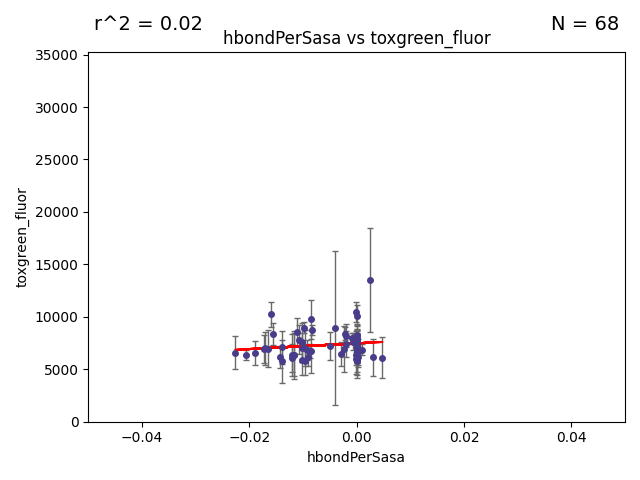 r^2 = 0.02
N = 68
hbondPerSasa vs toxgreen_fluor
35000
30000
25000
20000
15000
10000
5000
0
toxgreen_fluor
−0.04
−0.02
0.00
0.02
0.04
hbondPerSasa